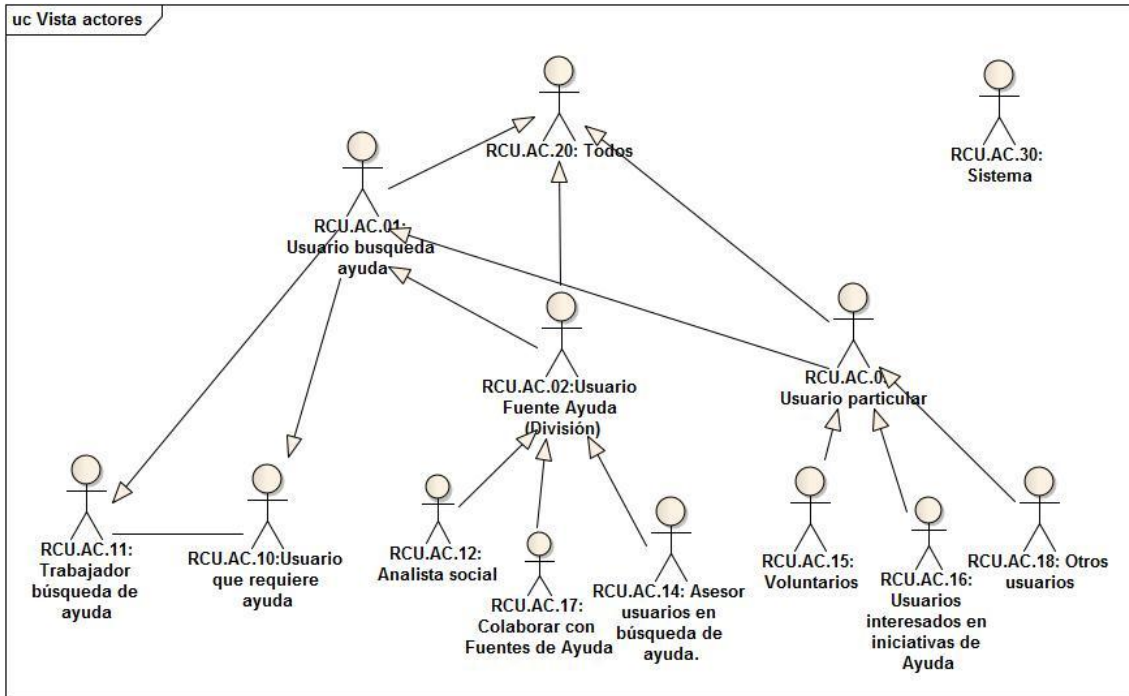 uc Vista actores
RCU.AC.20: Todos
RCU.AC.30:
Sistema
RCU.AC.01:
Usuario busqueda
ayuda
RCU.AC.02:Usuario
Fuente Ayuda
(División)
RCU.AC.0
Usuario particular
RCU.AC.11:
Trabajador
búsqueda de
ayuda
RCU.AC.10:Usuario
que requiere
ayuda
RCU.AC.12:
Analista social
RCU.AC.17:
Colaborar con
Fuentes de Ayuda
RCU.AC.14: Asesor
usuarios en
búsqueda de
ayuda.
RCU.AC.15:
Voluntarios
RCU.AC.16:
Usuarios
interesados en
iniciativas de
Ayuda
RCU.AC.18: Otros
usuarios